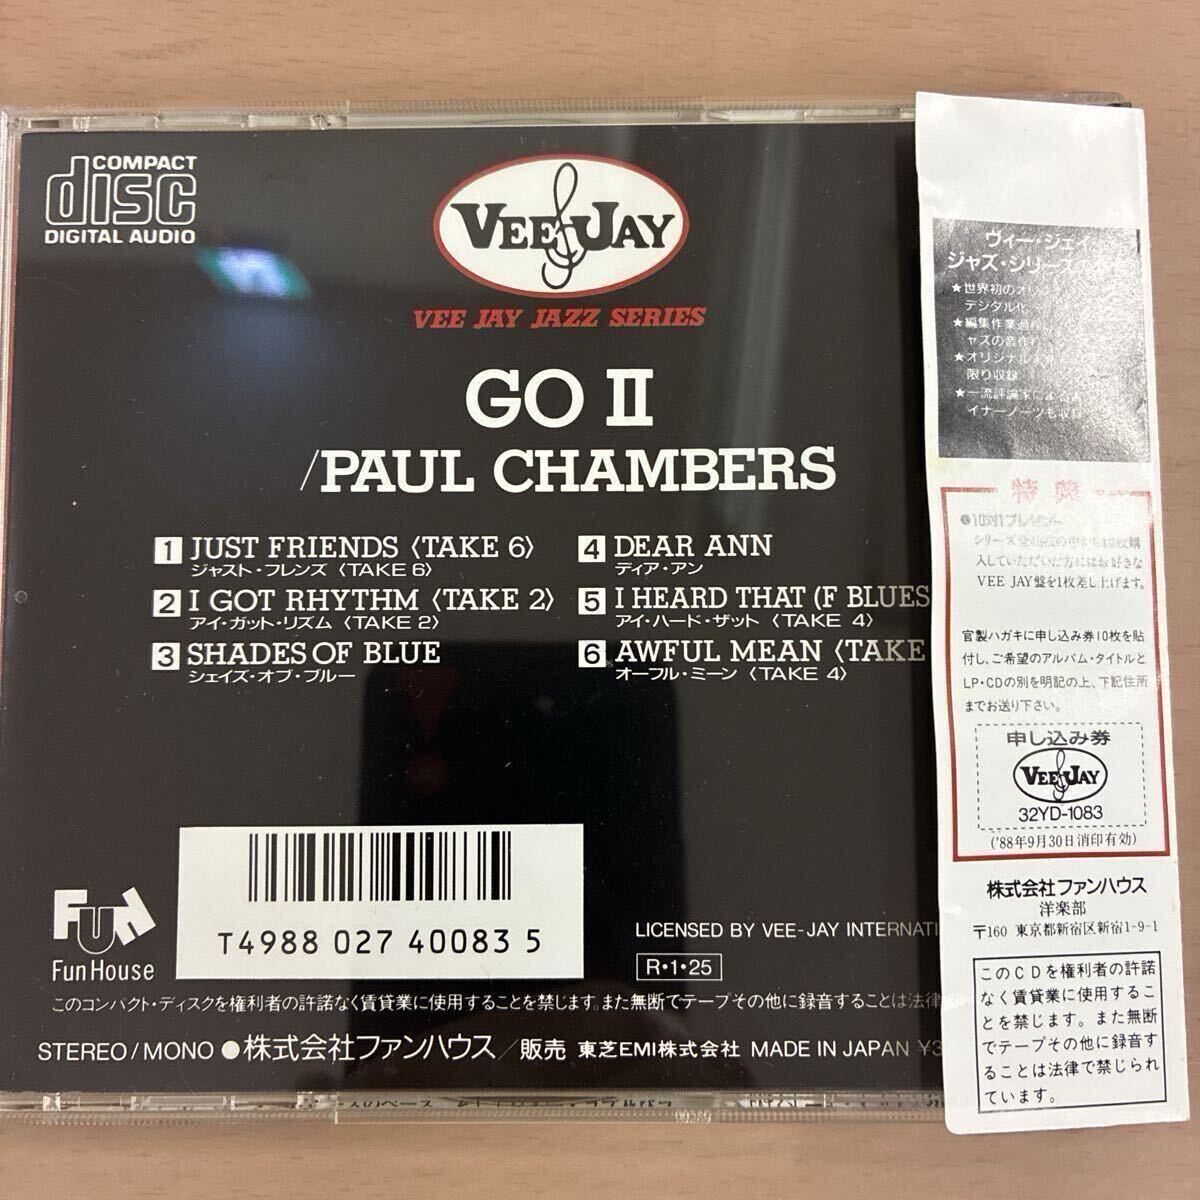 COMPACT
disc
DIGITAL AUDIO
VEE JAY
VEE JAY JAZZ SERIES
GO II
/PAUL CHAMBERS
1 JUST FRIENDS 〈TAKE 6〉
ジャスト・フレンズ 〈TAKE 6〉
2 I GOT RHYTHM 〈TAKE 2〉
アイ・ガット・リズム 〈TAKE 2〉
3 SHADES OF BLUE
シェイズ・オブ・ブルー
4 DEAR ANN
ディア・アン
5 I HEARD THAT (F BLUES
アイ・ハード・ザット 〈TAKE 4〉
6 AWFUL MEAN 〈TAKE
オーフル・ミーン 〈TAKE 4〉
T4988 027 40083 5
Fun
Fun House
LICENSED BY VEE-JAY INTERNATI
R・1・25
このコンパクト・ディスクを権利者の許諾なく賃貸業に使用することを禁じます。また無断でテープその他に録音することは法律
STEREO/MONO ●株式会社ファンハウス/販売 東芝EMI株式会社 MADE IN JAPAN ¥3
ヴィー・ジェイ
ジャズ・シリーズ
★世界初のオリ
デジタル化
★編集作業過程
ャズの音作り
★オリジナル
限り収録
★一流評論家による
イナーノーツも収録
特典
シリーズ
入していただいた方にはお好きな
VEE JAY盤を1枚差し上げます。
官製ハガキに申し込み券10枚を貼
付し、ご希望のアルバム・タイトルと
LP・CDの別を明記の上、下記住所
までお送り下さい。
申し込み券
VEE JAY
32YD-1083
('88年9月30日消印有効)
株式会社ファンハウス
洋楽部
〒160 東京都新宿区新宿1-9-1
このCDを権利者の許諾
なく賃貸業に使用するこ
とを禁じます。また無断
でテープその他に録音す
ることは法律で禁じられ
ています。